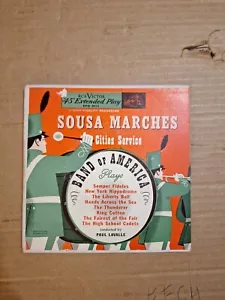 RCA VICTOR
"45 Extended Play"
SOUSA MARCHES
Cities Service
BAND OF AMERICA
Plays
Semper Fidelis
New York Hippodrome
The Liberty Bell
Hands Across the Sea
The Thunderer
King Cotton
The Fairest of the Fair
The High School Cadets
conducted by
PAUL LAVALLE